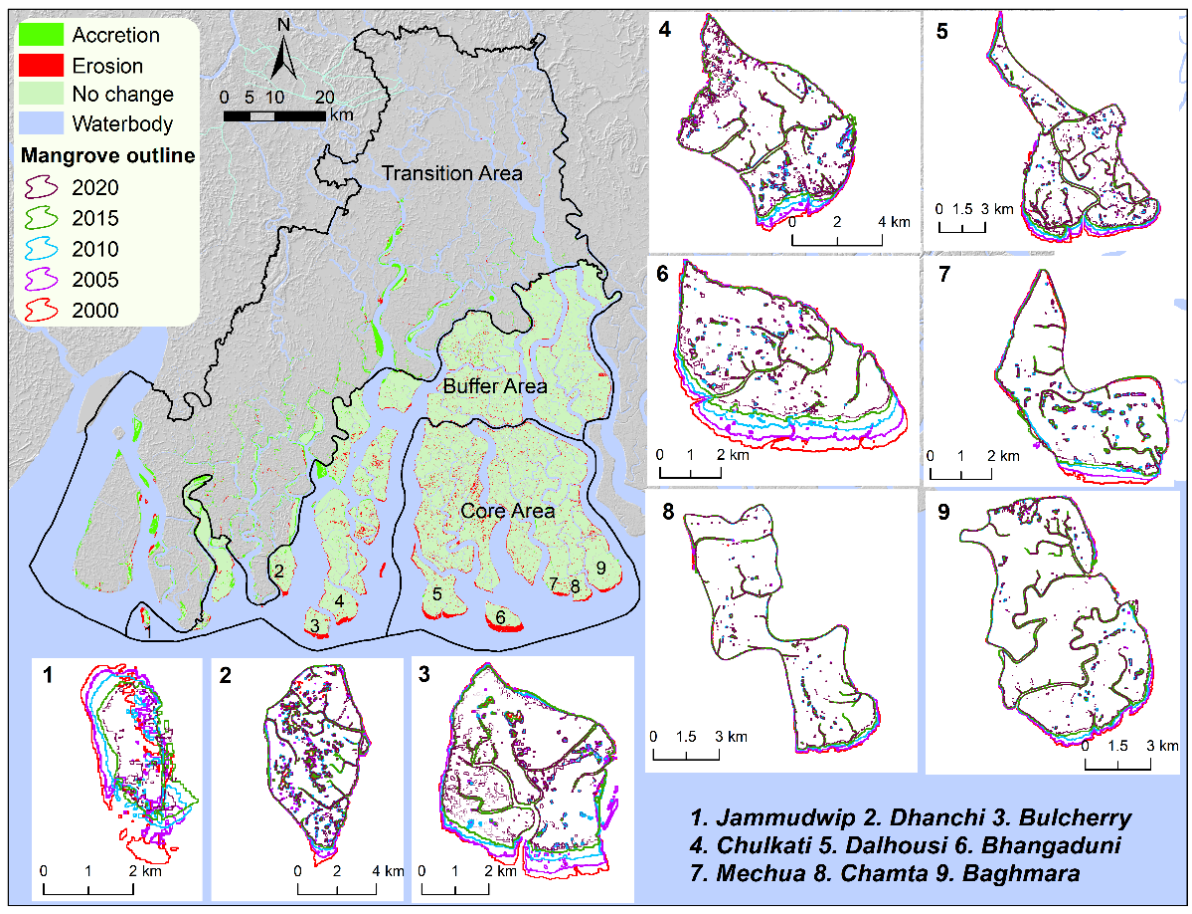 Accretion
Erosion
No change
Waterbody
Mangrove outline
2020
2015
2010
2005
2000
N
0 5 10 20
km
Transition Area
Buffer Area
Core Area
1
2
3
4
5
6
7
8
9
4
0 2 4 km
5
0 1.5 3 km
6
0 1 2 km
7
0 1 2 km
8
0 1.5 3 km
9
0 1.5 3 km
1
0 1 2 km
2
0 2 4 km
3
0 1 2 km
1. Jammudwip 2. Dhanchi 3. Bulcherry
4. Chulkati 5. Dalhousi 6. Bhangaduni
7. Mechua 8. Chamta 9. Baghmara